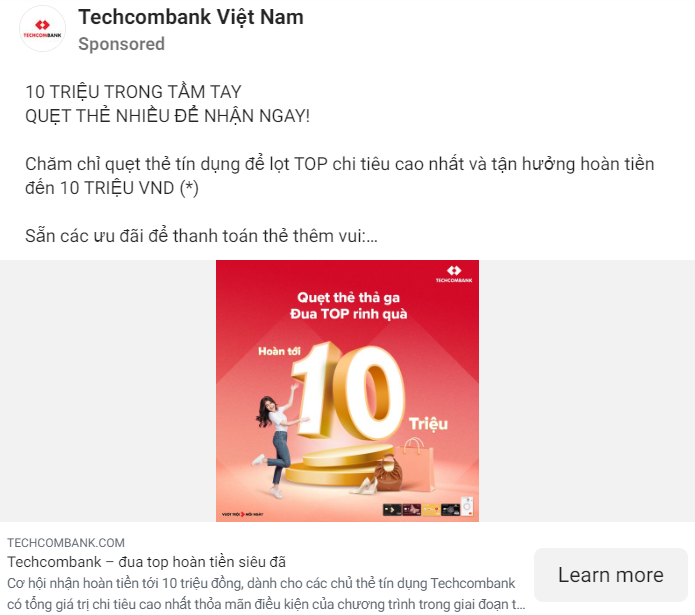 TECHCOMBANK
Techcombank Việt Nam
Sponsored
10 TRIỆU TRONG TẦM TAY
QUẸT THẺ NHIỀU ĐỂ NHẬN NGAY!
Chăm chỉ quẹt thẻ tín dụng để lọt TOP chi tiêu cao nhất và tận hưởng hoàn tiền
đến 10 TRIỆU VND (*)
Sẵn các ưu đãi để thanh toán thẻ thêm vui:...
TECHCOMBANK
Quẹt thẻ thả ga
Đua TOP rinh quà
Hoàn tới
10
Triệu
VƯỢT MỖI NGÀY
TECHCOMBANK.COM
Techcombank – đua top hoàn tiền siêu đã
Cơ hội nhận hoàn tiền tới 10 triệu đồng, dành cho các chủ thẻ tín dụng Techcombank
có tổng giá trị chi tiêu cao nhất thỏa mãn điều kiện của chương trình trong giai đoạn t...
Learn more